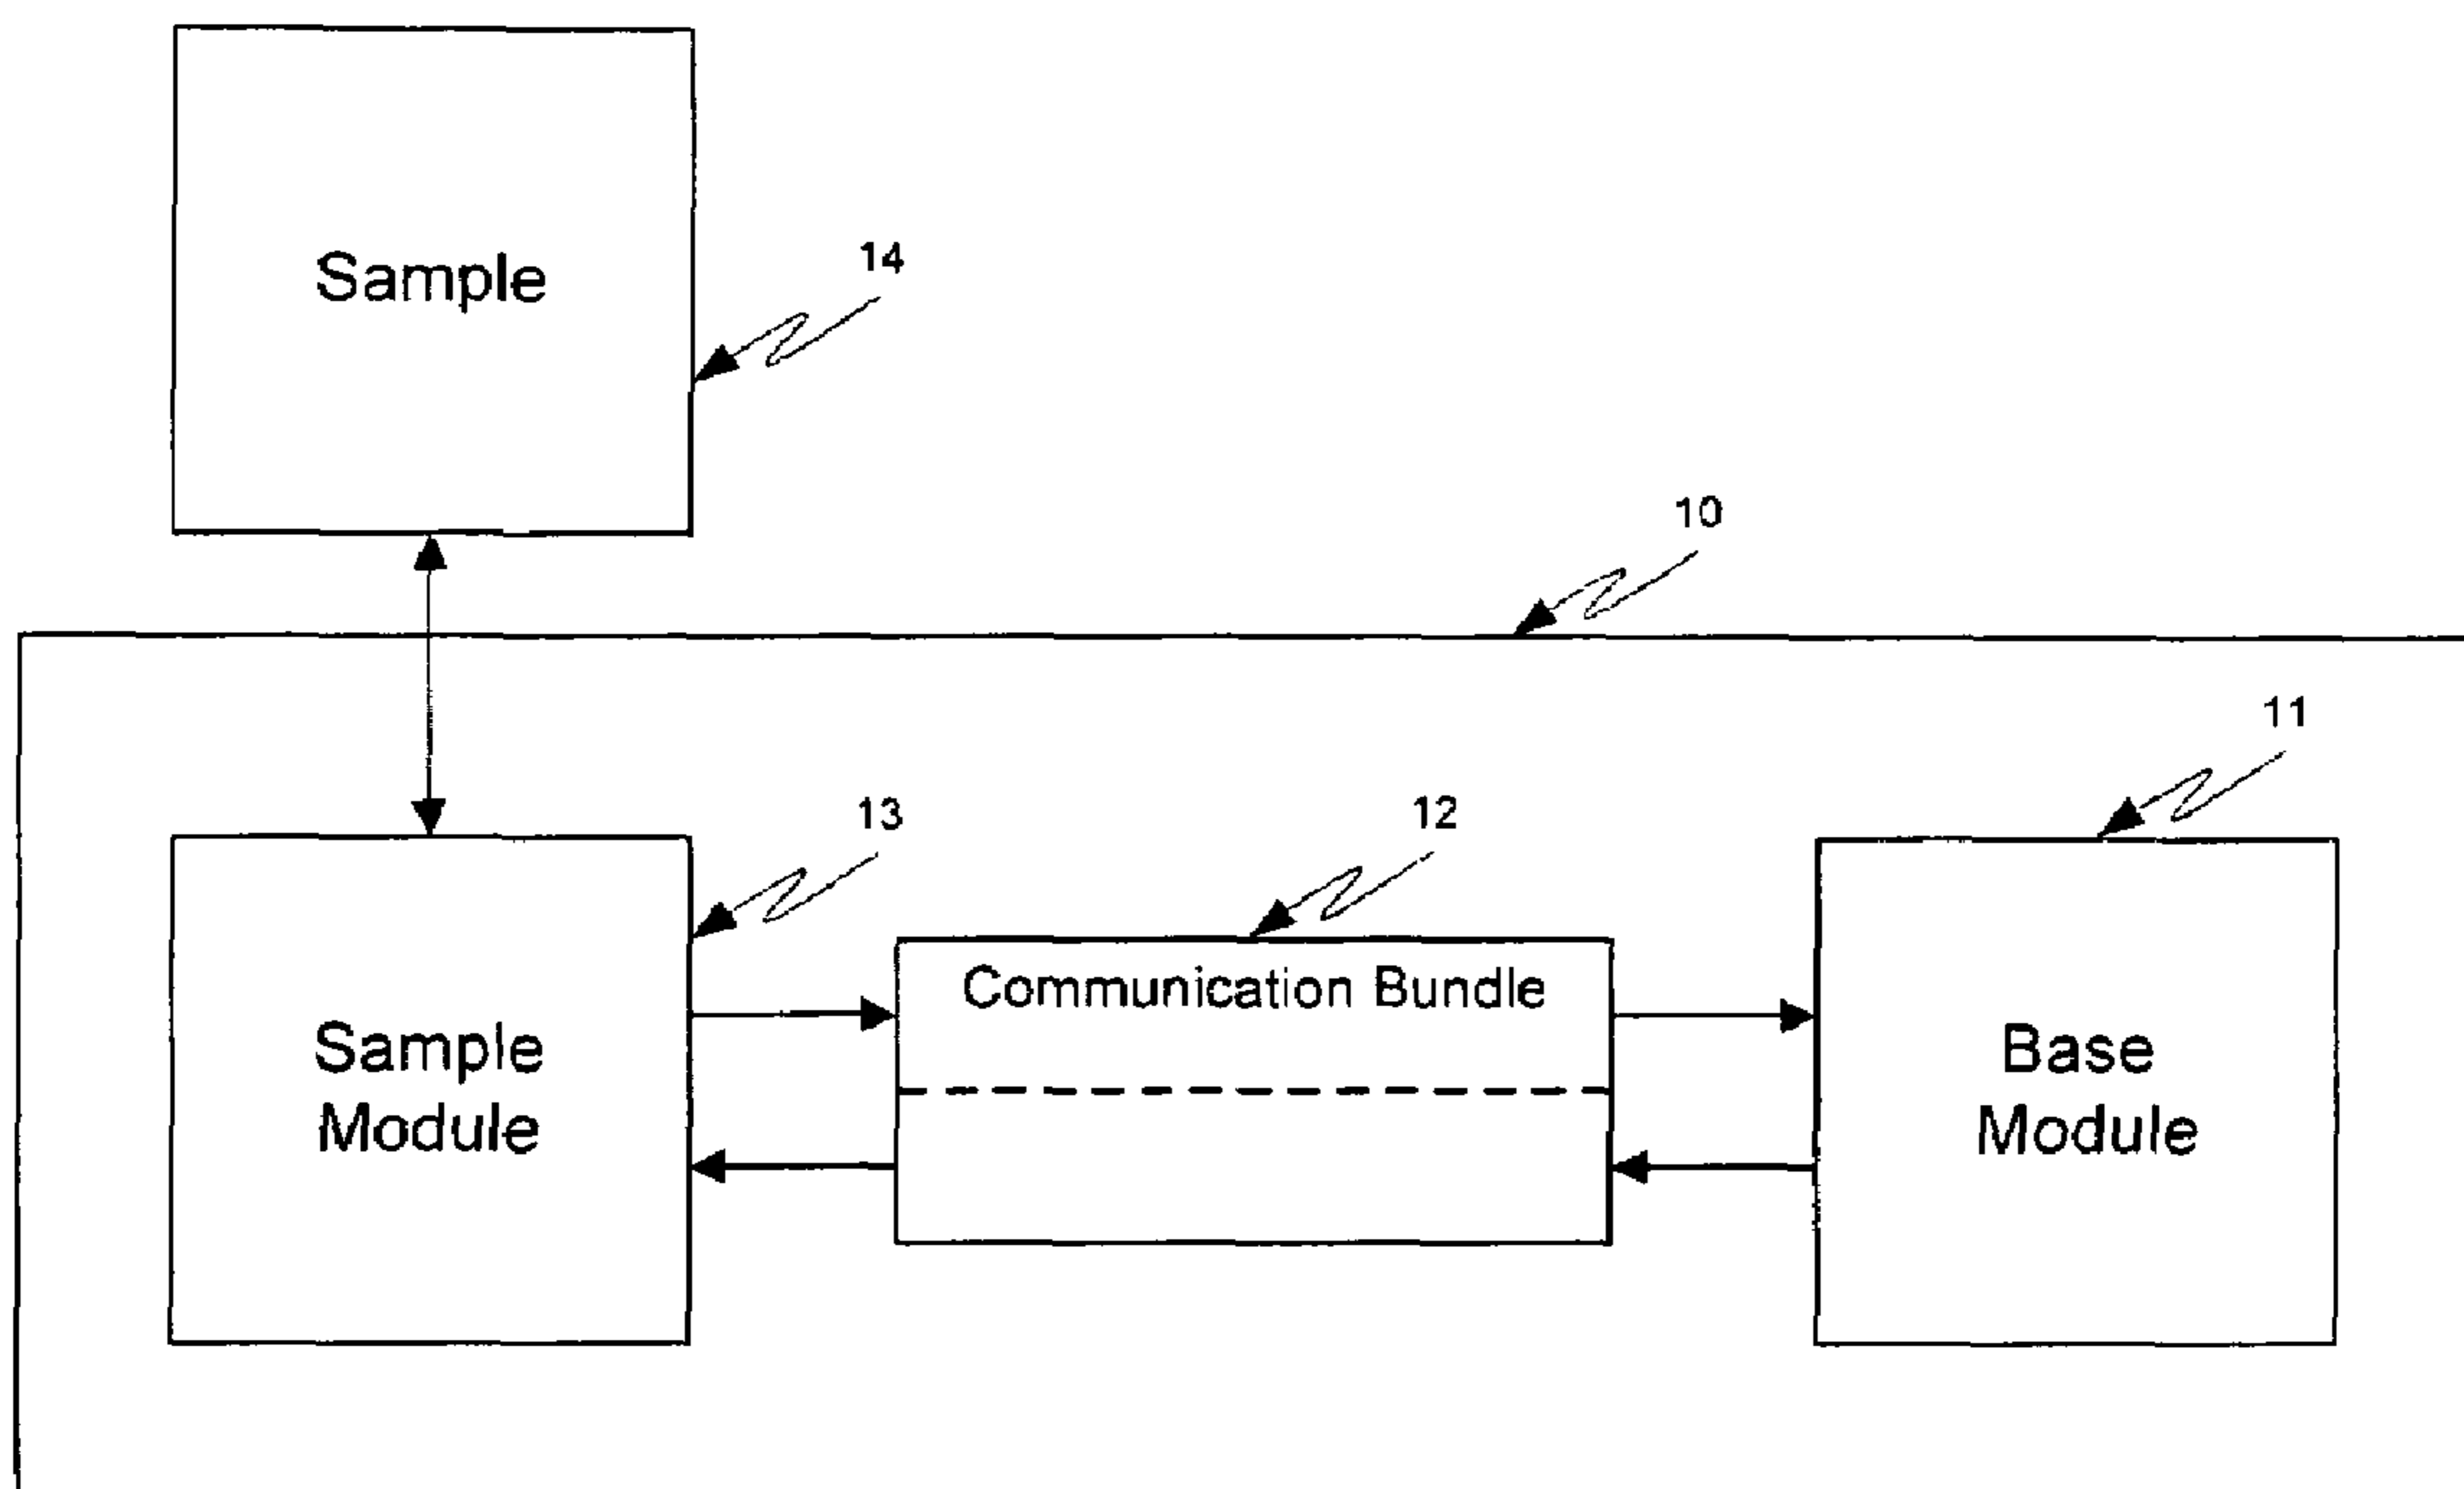 Sample
14
10
11
13
12
Communication Bundle
Sample
Module
Base
Module